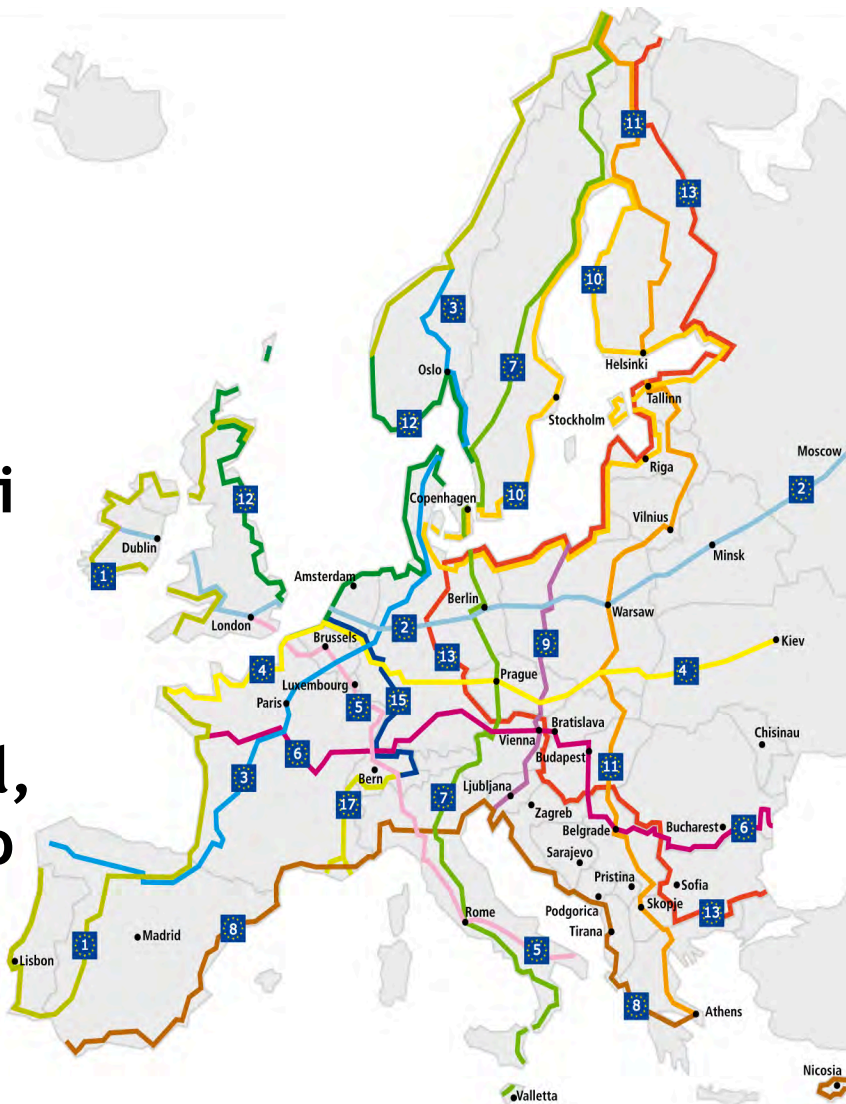 11
13
10
3
Helsinki
Oslo
7
Tallinn
Stockholm
12
Moscow
Riga
i
2
Copenhagen
10
12
Vilnius
Dublin
Minsk
1
Amsterdam
Berlin
Warsaw
London
2
Brussels
9
Kiev
13
4
4
Prague
Luxembourg
15
5
Paris
Bratislava
Chisinau
Vienna
6
Budapest
11
3
Bern
l,
Ljubljana
17
7
Zagreb
Bucharest
6
Belgrade
o
Sarajevo
Pristina
Sofia
Skopje
Podgorica
13
Rome
Tirana
8
Madrid
1
5
Lisbon
8
Athens
Nicosia
Valletta